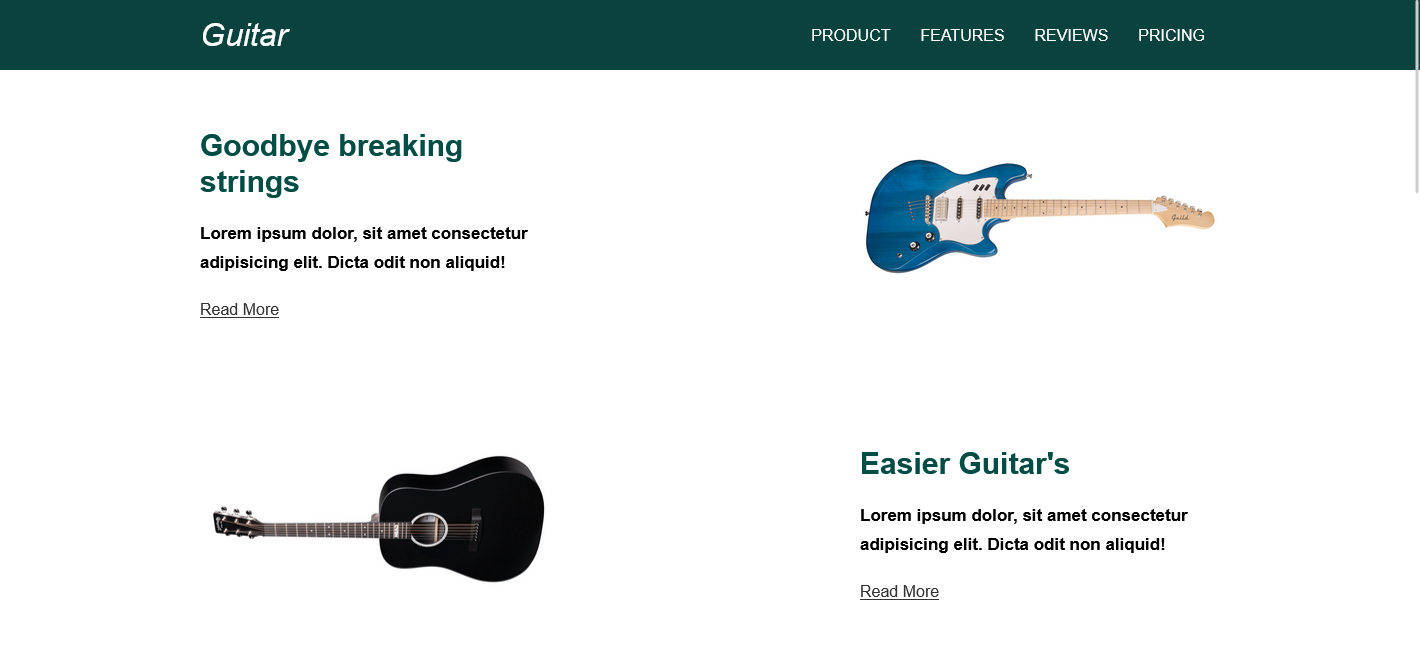 Guitar
PRODUCT FEATURES REVIEWS PRICING
Goodbye breaking
strings
Lorem ipsum dolor, sit amet consectetur
adipisicing elit. Dicta odit non aliquid!
Read More
Guild
Easier Guitar's
Lorem ipsum dolor, sit amet consectetur
adipisicing elit. Dicta odit non aliquid!
Read More